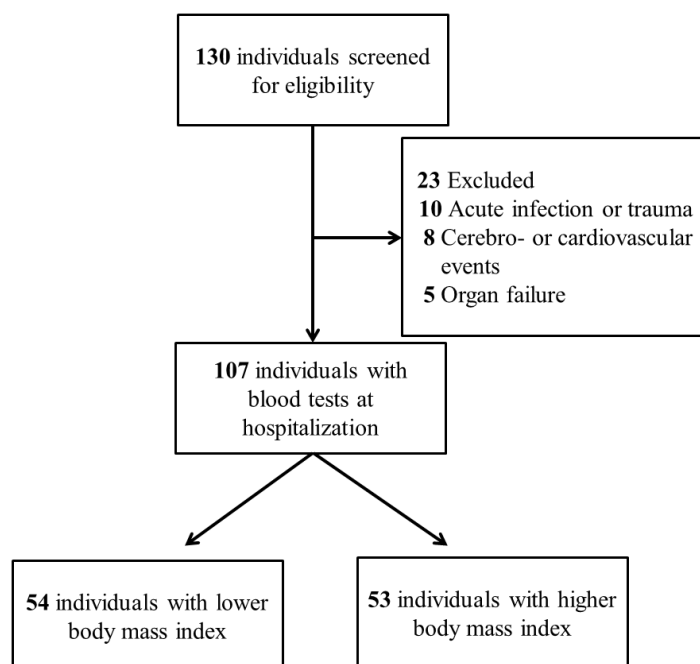 130 individuals screened
for eligibility
23 Excluded
10 Acute infection or trauma
8 Cerebro- or cardiovascular
events
5 Organ failure
107 individuals with
blood tests at
hospitalization
54 individuals with lower
body mass index
53 individuals with higher
body mass index